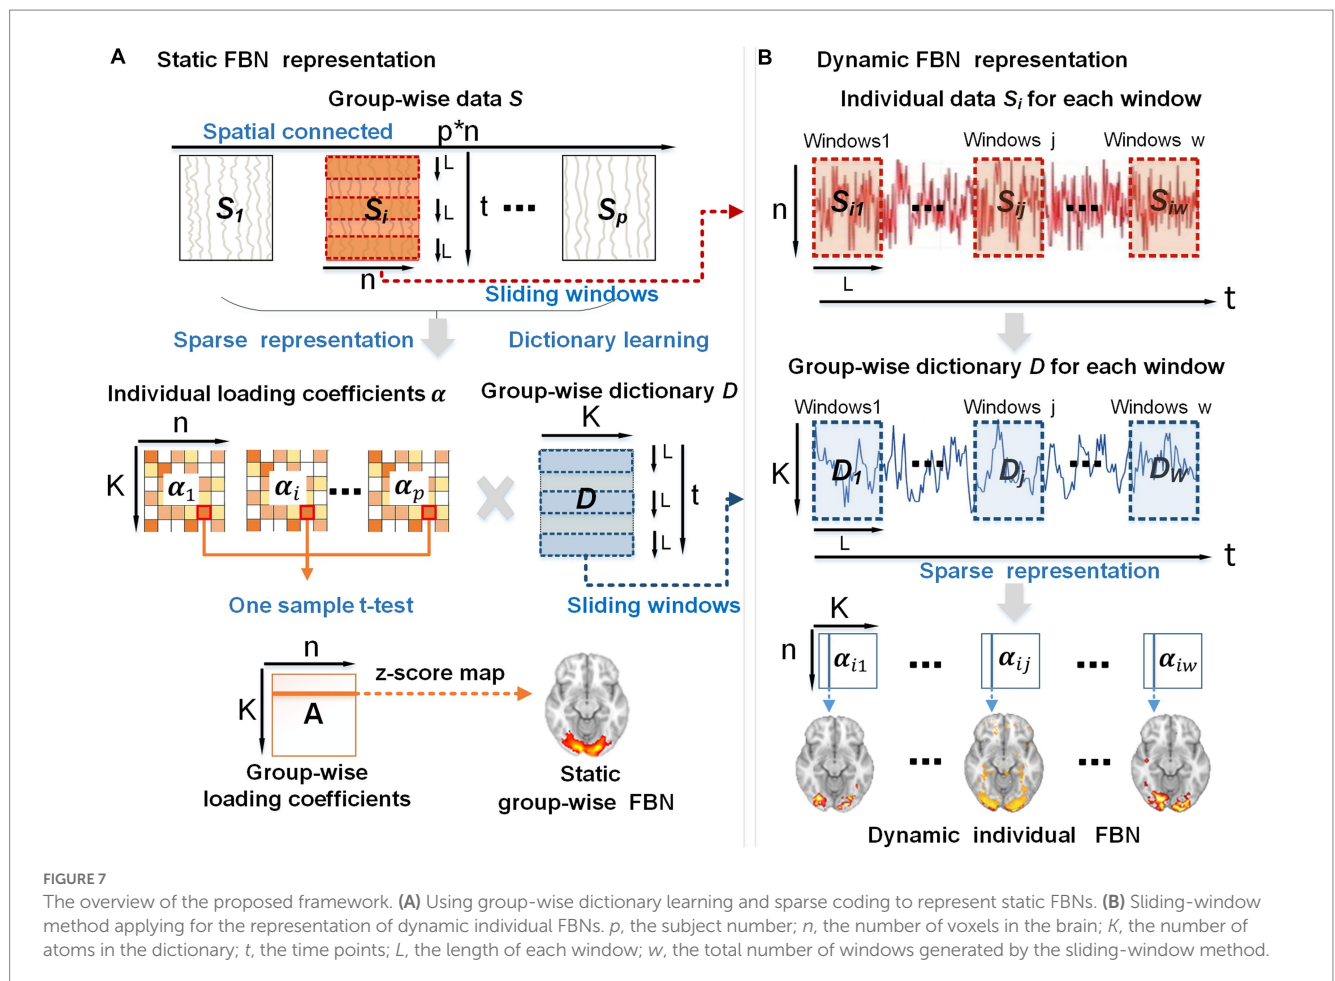 A Static FBN representation
Group-wise data S
Spatial connected p*n
S1 Si Sp
L
L
L
t
n
Sliding windows
Sparse representation Dictionary learning
Individual loading coefficients α
n
K
α1 αi αp
Group-wise dictionary D
K
D
L
L
L
t
One sample t-test
Sliding windows
n
K
A
z-score map
Group-wise
loading coefficients
Static
group-wise FBN
B Dynamic FBN representation
Individual data Si for each window
Windows1 Windows j Windows w
n
Si1 Sij Siw
L
t
Group-wise dictionary D for each window
Windows1 Windows j Windows w
K
D1 Dj DW
L
t
Sparse representation
K
n
αi1 αij αiw
Dynamic individual FBN
FIGURE 7
The overview of the proposed framework. (A) Using group-wise dictionary learning and sparse coding to represent static FBNs. (B) Sliding-window
method applying for the representation of dynamic individual FBNs. p, the subject number; n, the number of voxels in the brain; K, the number of
atoms in the dictionary; t, the time points; L, the length of each window; w, the total number of windows generated by the sliding-window method.